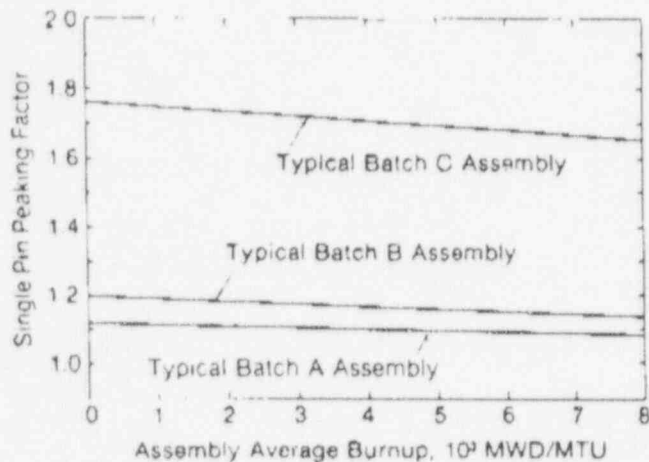 Single Pin Peaking Factor
2.0
1.8
1.6
1.4
1.2
1.0
Typical Batch C Assembly
Typical Batch B Assembly
Typical Batch A Assembly
0 1 2 3 4 5 6 7 8
Assembly Average Burnup, 10³ MWD/MTU